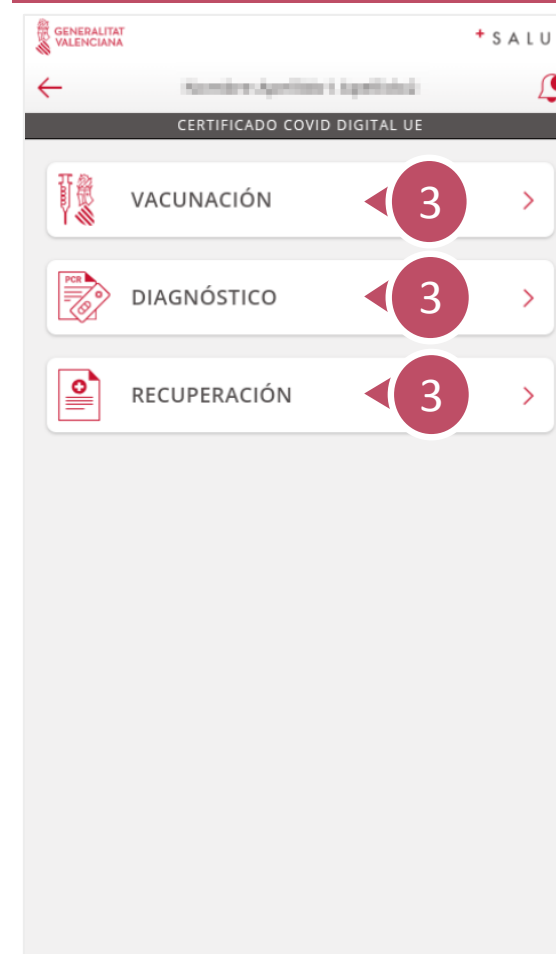 GENERALITAT
VALENCIANA
+ SALU
CERTIFICADO COVID DIGITAL UE
VACUNACIÓN
3
PCR
DIAGNÓSTICO
3
RECUPERACIÓN
3